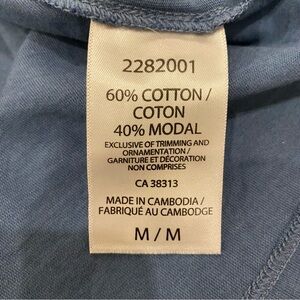 2282001
60% COTTON /
COTON
40% MODAL
EXCLUSIVE OF TRIMMING AND
ORNAMENTATION /
GARNITURE ET DÉCORATION
NON COMPRISES
CA 38313
MADE IN CAMBODIA /
FABRIQUÉ AU CAMBODGE
M / M